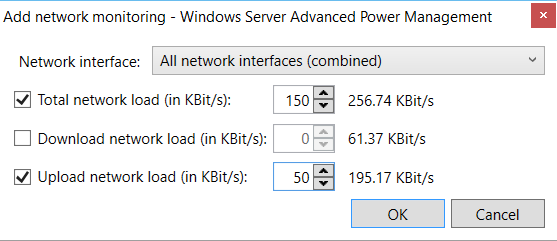 Add network monitoring - Windows Server Advanced Power Management
Network interface: All network interfaces (combined)
Total network load (in KBit/s): 150 256.74 KBit/s
Download network load (in KBit/s): 0 61.37 KBit/s
Upload network load (in KBit/s): 50 195.17 KBit/s
OK Cancel